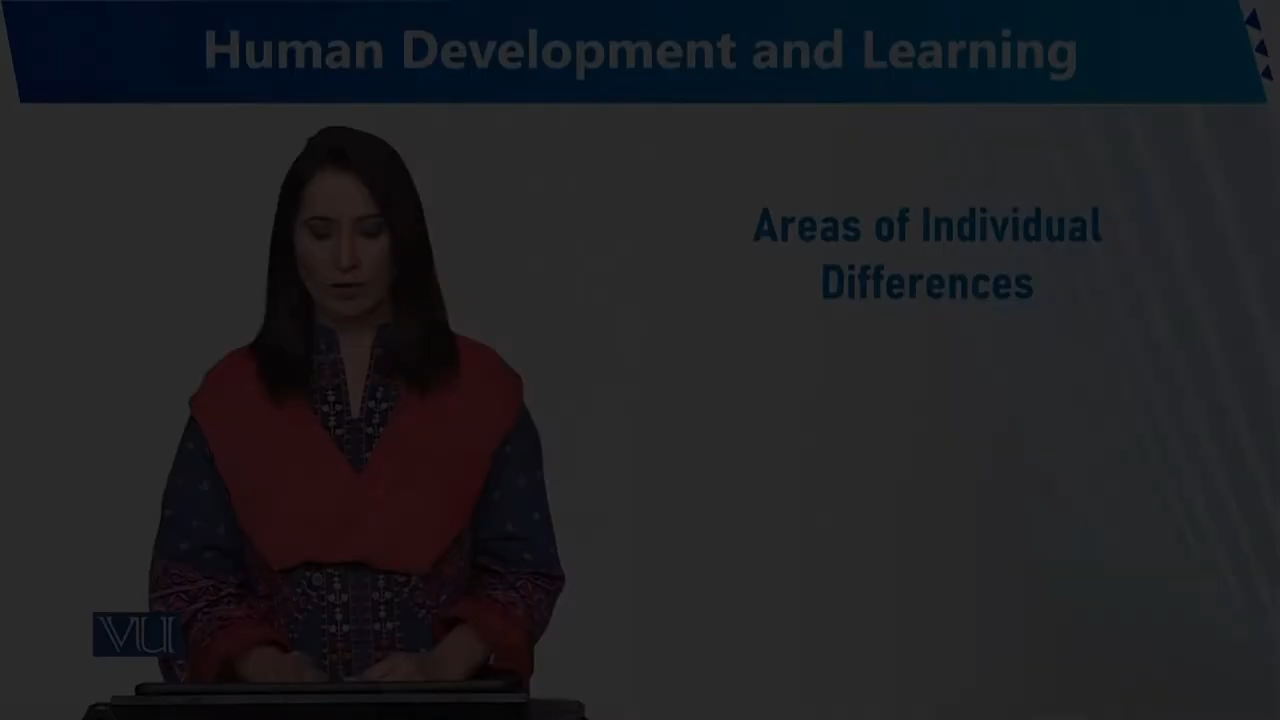 Human Development and Learning
Areas of Individual
Differences
VU